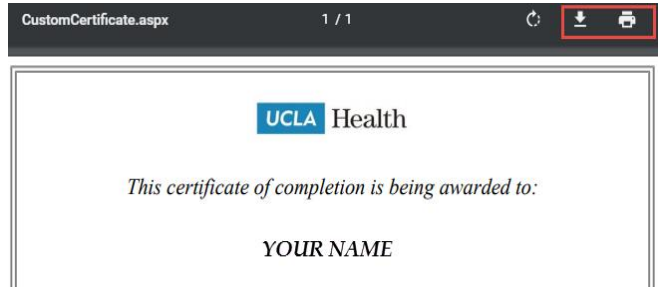 CustomCertificate.aspx 1 / 1
UCLA Health
This certificate of completion is being awarded to:
YOUR NAME